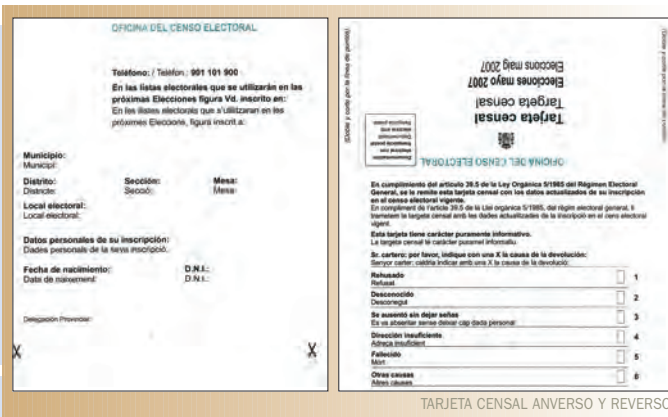 OFICINA DEL CENSO ELECTORAL
Teléfono: / Telèfon.: 901 101 900
En las listas electorales que se utilizarán en las
próximas Elecciones figura Vd. inscrito en:
En les llistes electorals que s'utilitzaran en les
pròximes Eleccions, figura inscrit a:
Municipio:
Municipi:
Distrito: Sección: Mesa:
Districte: Secció: Mesa:
Local electoral:
Local electoral:
Datos personales de su inscripción:
Dades personals de la seva inscripció.
Fecha de nacimiento: D.N.I.:
Data de naixement: D.N.I.:
Delegación Provincial:
Eleccions maig 2007
Elecciones mayo 2007
Targeta censal
Tarjeta censal
OFICINA DEL CENSO ELECTORAL
En cumplimiento del artículo 39.5 de la Ley Orgánica 5/1985 del Régimen Electoral
General, se le remite esta tarjeta censal con los datos actualizados de su inscripción
en el censo electoral vigente.
En compliment de l'article 39.5 de la Llei orgànica 5/1985, del règim electoral general, li
trametem la targeta censal amb les dades actualitzades de la inscripció en el cens electoral
vigent.
Esta tarjeta tiene carácter puramente informativo.
La targeta censal té caràcter purament informatiu.
Sr. cartero: por favor, indique con una X la causa de la devolución:
Senyor carter: caldria indicar amb una X la causa de la devolució:
Rehusado 1
Refusat
Desconocido 2
Desconegut
Se ausentó sin dejar señas 3
Es va absentar sense deixar cap dada personal
Dirección insuficiente 4
Adreça insuficient
Fallecido 5
Mort
Otras causas 6
Altres causes
TARJETA CENSAL ANVERSO Y REVERSO